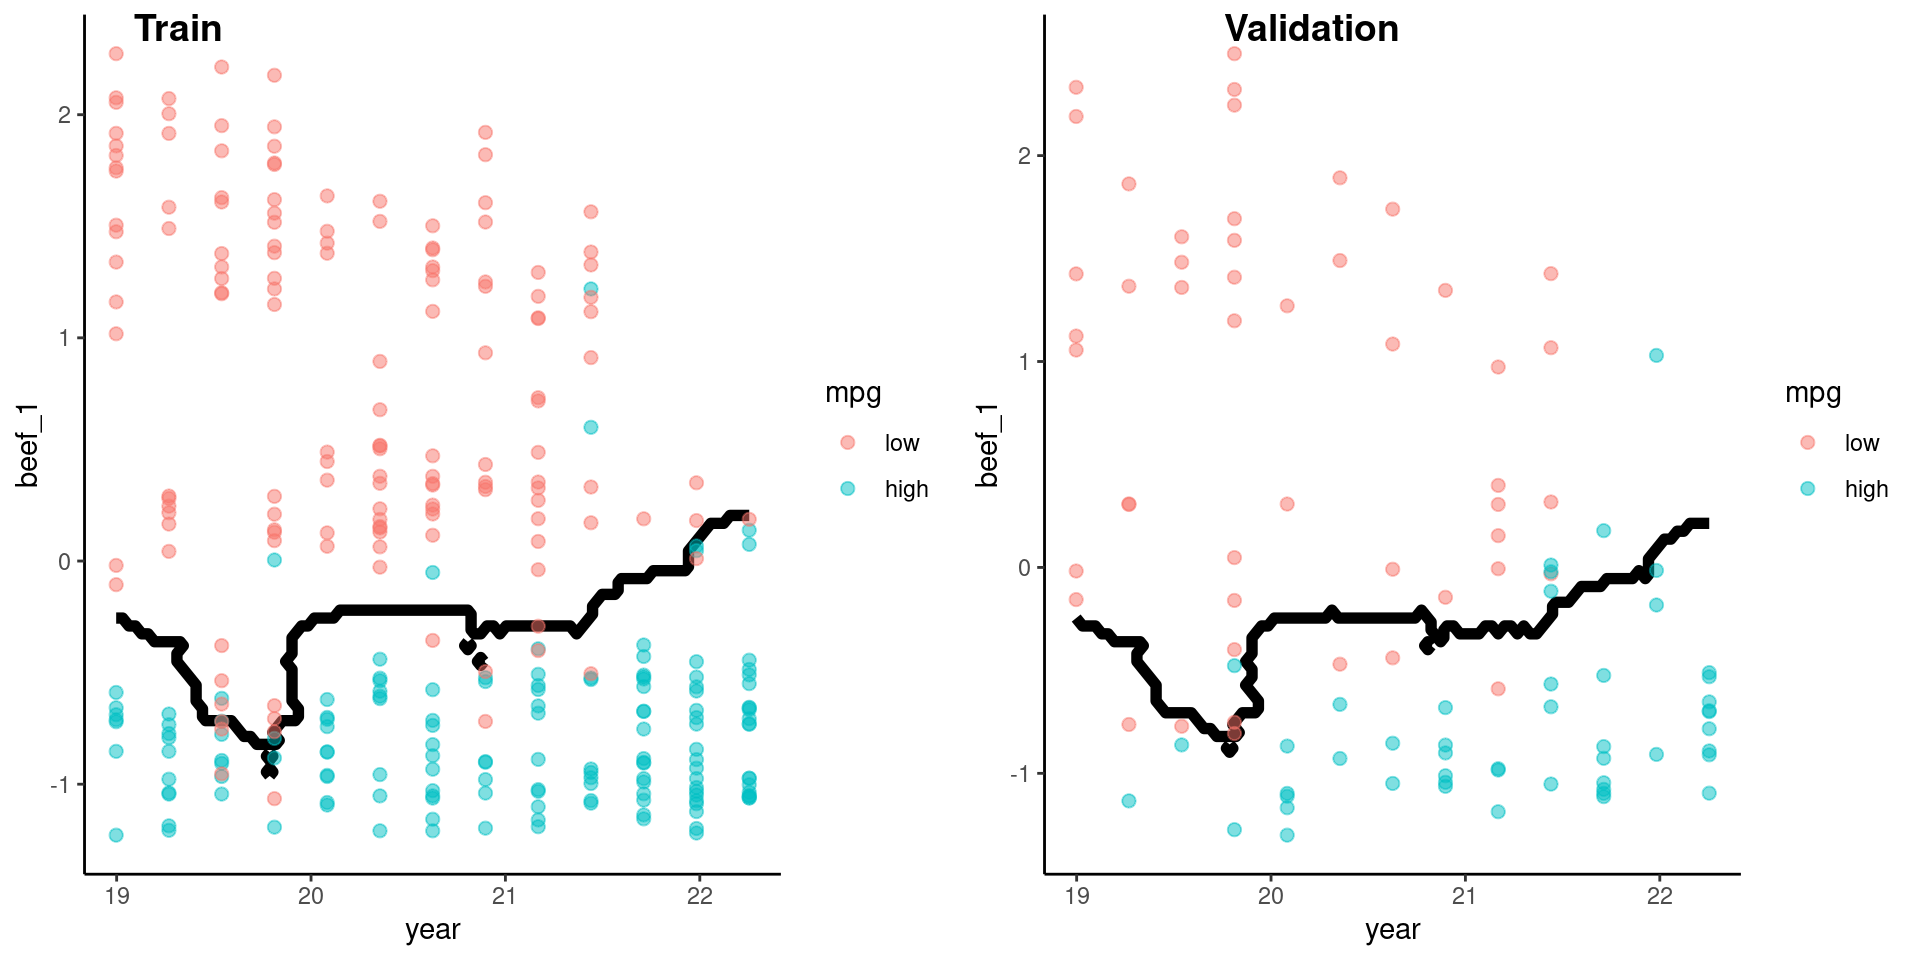 Train
2
1
0
-1
beef_1
19 20 21 22
year
mpg
low
high
Validation
2
1
0
-1
beef_1
19 20 21 22
year
mpg
low
high